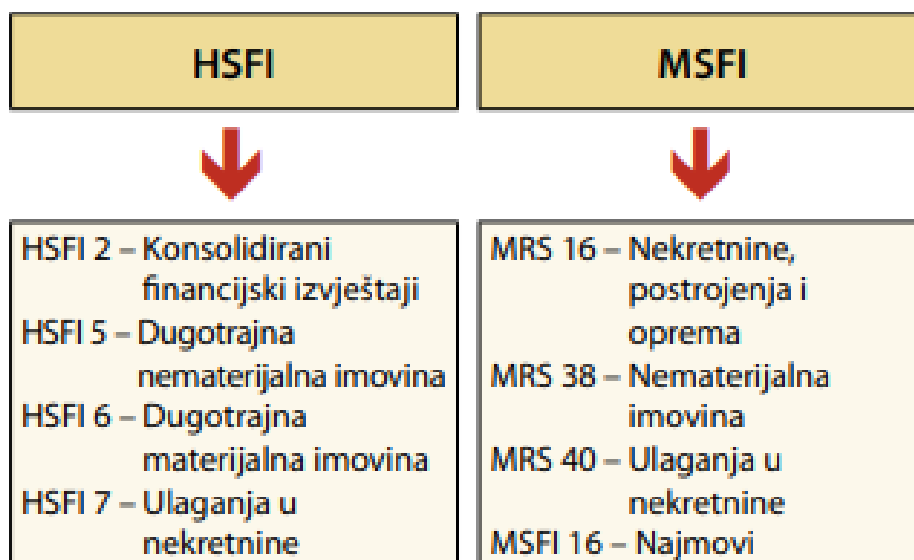 HSFI
MSFI
HSFI 2 – Konsolidirani
financijski izvještaji
HSFI 5 – Dugotrajna
nematerijalna imovina
HSFI 6 – Dugotrajna
materijalna imovina
HSFI 7 – Ulaganja u
nekretnine
MRS 16 – Nekretnine,
postrojenja i
oprema
MRS 38 – Nematerijalna
imovina
MRS 40 – Ulaganja u
nekretnine
MSFI 16 – Najmovi